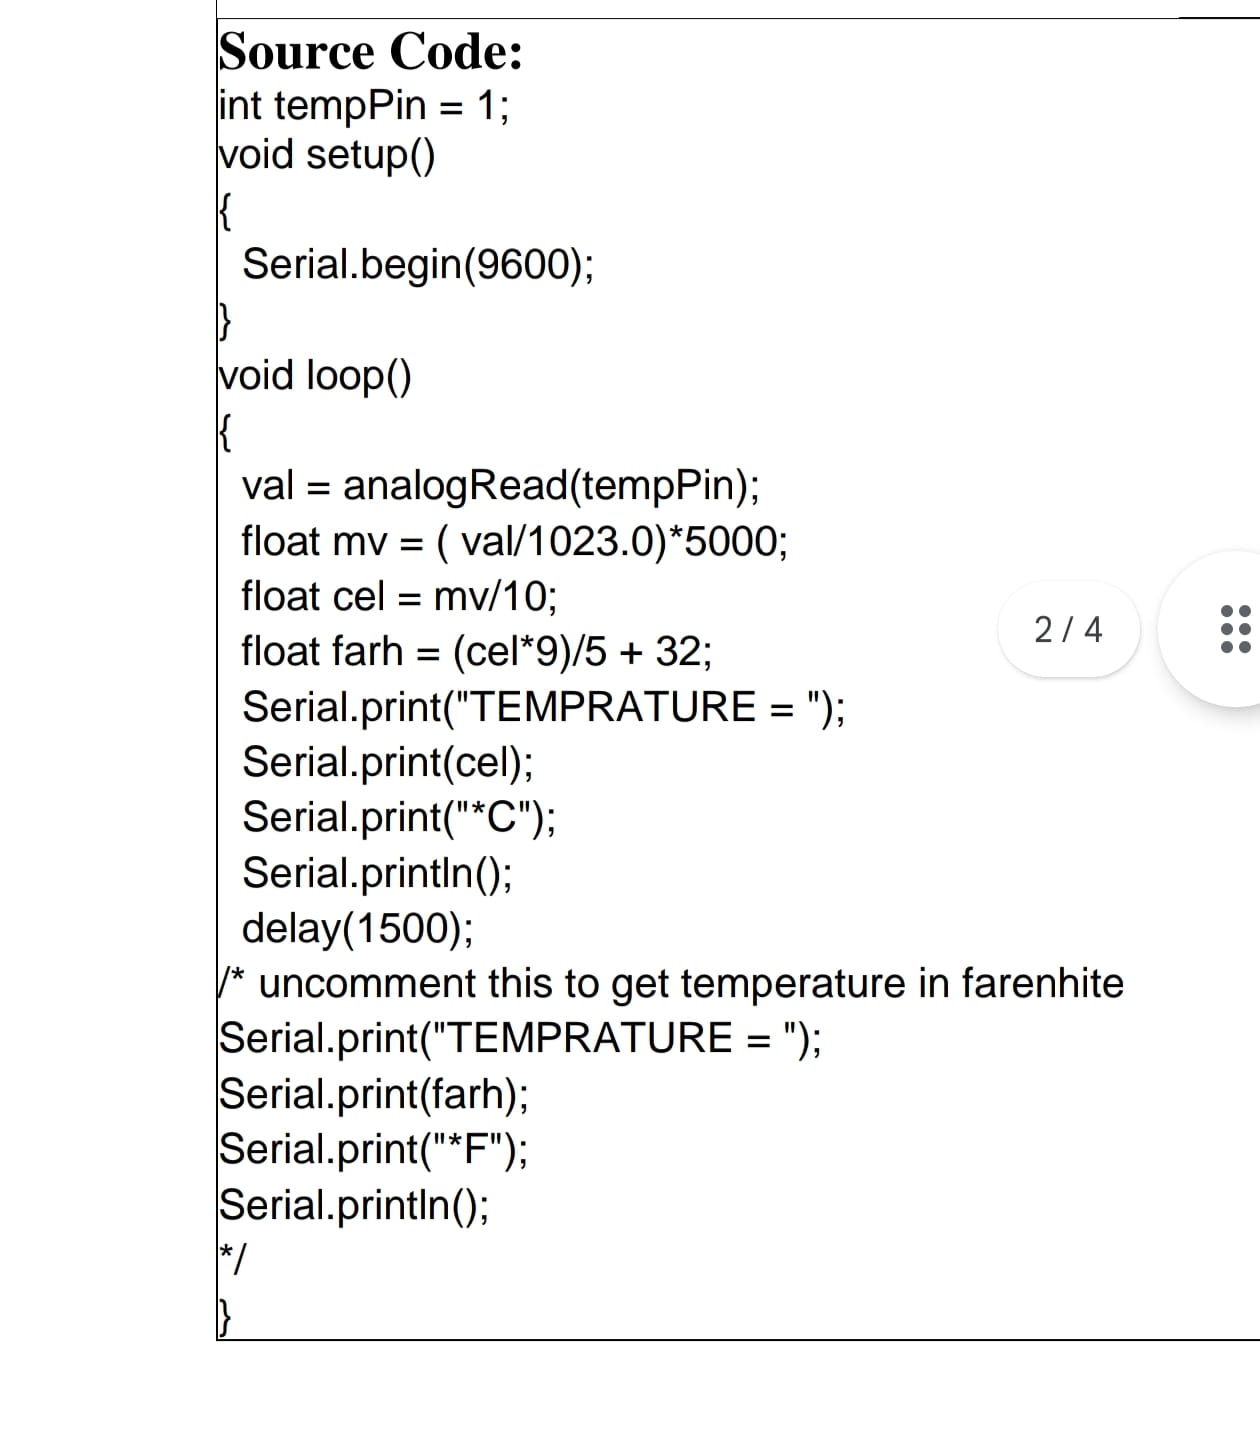 Source Code:
int tempPin = 1;
void setup()
{
Serial.begin(9600);
}
void loop()
{
val = analogRead(tempPin);
float mv = ( val/1023.0)*5000;
float cel = mv/10;
float farh = (cel*9)/5 + 32;
2 / 4
Serial.print("TEMPRATURE = ");
Serial.print(cel);
Serial.print("*C");
Serial.println();
delay(1500);
/* uncomment this to get temperature in farenhite
Serial.print("TEMPRATURE = ");
Serial.print(farh);
Serial.print("*F");
Serial.println();
*/
}